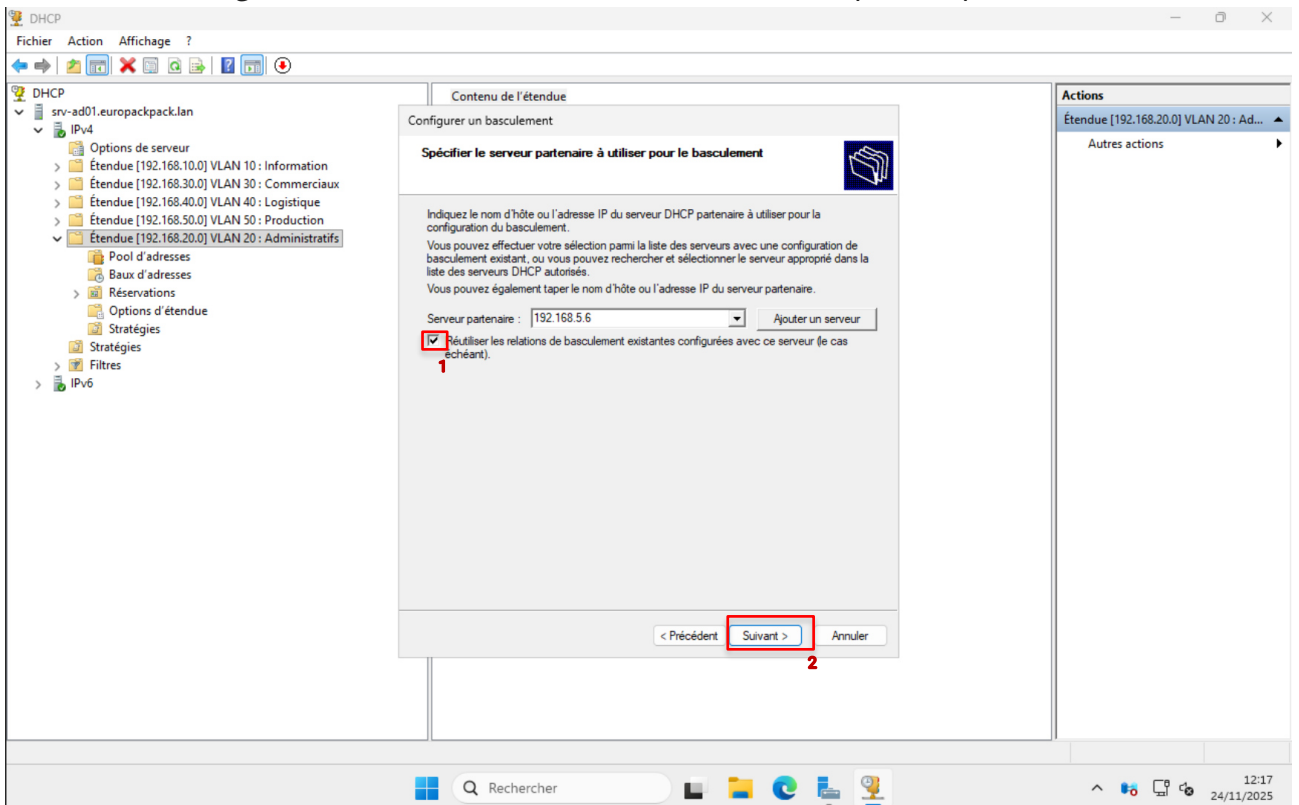 DHCP
Fichier Action Affichage ?
DHCP
srv-ad01.europackpack.lan
IPv4
Options de serveur
Étendue [192.168.10.0] VLAN 10 : Information
Étendue [192.168.30.0] VLAN 30 : Commerciaux
Étendue [192.168.40.0] VLAN 40 : Logistique
Étendue [192.168.50.0] VLAN 50 : Production
Étendue [192.168.20.0] VLAN 20 : Administratifs
Pool d'adresses
Baux d'adresses
Réservations
Options d'étendue
Stratégies
Stratégies
Filtres
IPv6
Contenu de l'étendue
Configurer un basculement
Spécifier le serveur partenaire à utiliser pour le basculement
Indiquez le nom d'hôte ou l'adresse IP du serveur DHCP partenaire à utiliser pour la
configuration du basculement.
Vous pouvez effectuer votre sélection parmi la liste des serveurs avec une configuration de
basculement existant, ou vous pouvez rechercher et sélectionner le serveur approprié dans la
liste des serveurs DHCP autorisés.
Vous pouvez également taper le nom d'hôte ou l'adresse IP du serveur partenaire.
Serveur partenaire : 192.168.5.6 Ajouter un serveur
Réutiliser les relations de basculement existantes configurées avec ce serveur (le cas
échéant).
1
< Précédent Suivant > Annuler
2
Actions
Étendue [192.168.20.0] VLAN 20 : Ad...
Autres actions
Rechercher
12:17
24/11/2025